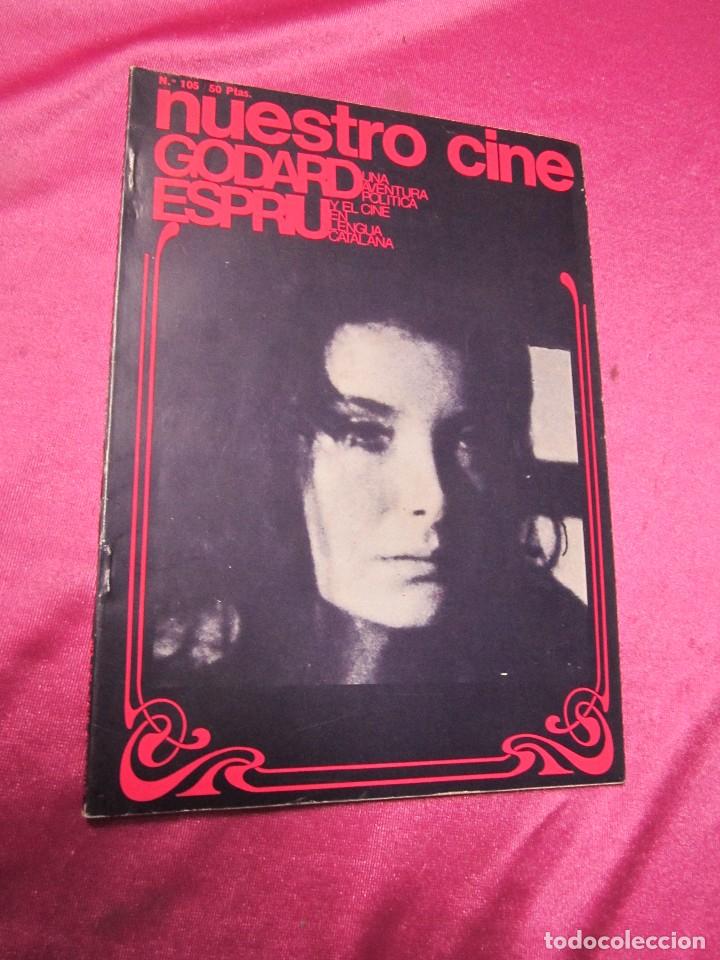 N.º 105 / 50 Ptas.
nuestro cine
GODARD UNA AVENTURA POLITICA
ESPRIU Y EL CINE EN LENGUA CATALANA
todocoleccion